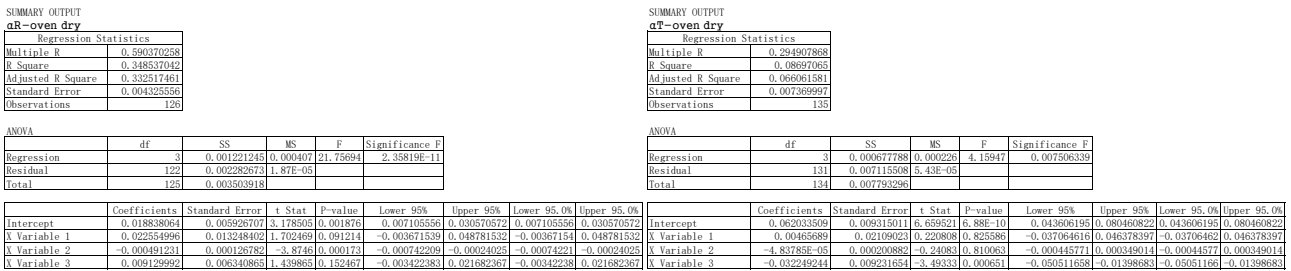 SUMMARY OUTPUT
αR-oven dry
Regression Statistics
Multiple R 0.590370258
R Square 0.348537042
Adjusted R Square 0.332517461
Standard Error 0.004325556
Observations 126
ANOVA
df SS MS F Significance F
Regression 3 0.001221245 0.000407 21.75694 2.35819E-11
Residual 122 0.002282673 1.87E-05
Total 125 0.003503918
Coefficients Standard Error t Stat P-value Lower 95% Upper 95% Lower 95.0% Upper 95.0%
Intercept 0.018838064 0.005926707 3.178505 0.001876 0.007105556 0.030570572 0.007105556 0.030570572
X Variable 1 0.022554996 0.013248402 1.702469 0.091214 -0.003671539 0.048781532 -0.00367154 0.048781532
X Variable 2 -0.000491231 0.000126782 -3.8746 0.000173 -0.000742209 -0.00024025 -0.00074221 -0.00024025
X Variable 3 0.009129992 0.006340865 1.439865 0.152467 -0.003422383 0.021682367 -0.00342238 0.021682367
SUMMARY OUTPUT
αT-oven dry
Regression Statistics
Multiple R 0.294907868
R Square 0.08697065
Adjusted R Square 0.066061581
Standard Error 0.007369997
Observations 135
ANOVA
df SS MS F Significance F
Regression 3 0.000677788 0.000226 4.15947 0.007506339
Residual 131 0.007115508 5.43E-05
Total 134 0.007793296
Coefficients Standard Error t Stat P-value Lower 95% Upper 95% Lower 95.0% Upper 95.0%
Intercept 0.062033509 0.009315011 6.659521 6.88E-10 0.043606195 0.080460822 0.043606195 0.080460822
X Variable 1 0.00465689 0.02109023 0.220808 0.825586 -0.037064616 0.046378397 -0.03706462 0.046378397
X Variable 2 -4.83785E-05 0.000200882 -0.24083 0.810063 -0.000445771 0.000349014 -0.00044577 0.000349014
X Variable 3 -0.032249244 0.009231654 -3.49333 0.000651 -0.050511658 -0.01398683 -0.05051166 -0.01398683